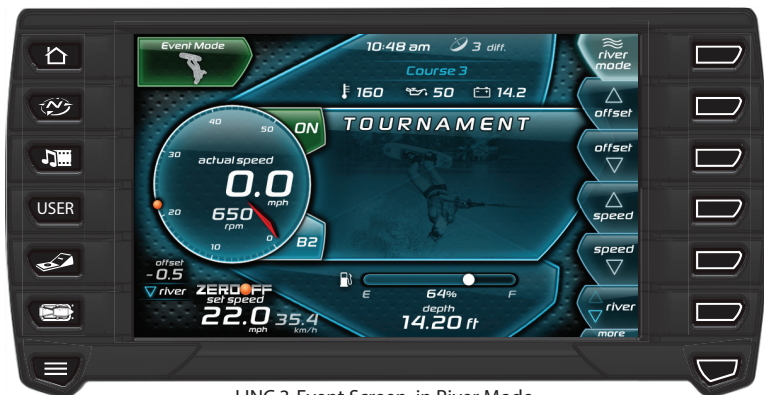 Event Mode
10:48 am 3 diff.
Course 3
160 50 14.2
river mode
offset
offset
speed
speed
river
more
40
50
30
20
10
0
ON
TOURNAMENT
actual speed
0.0
mph
650
rpm
B2
offset
-0.5
river
ZEROOFF
set speed
22.0 35.4
mph km/h
E 64% F
depth
14.20 ft
USER
LINC 3 Event Screen, in River Mode